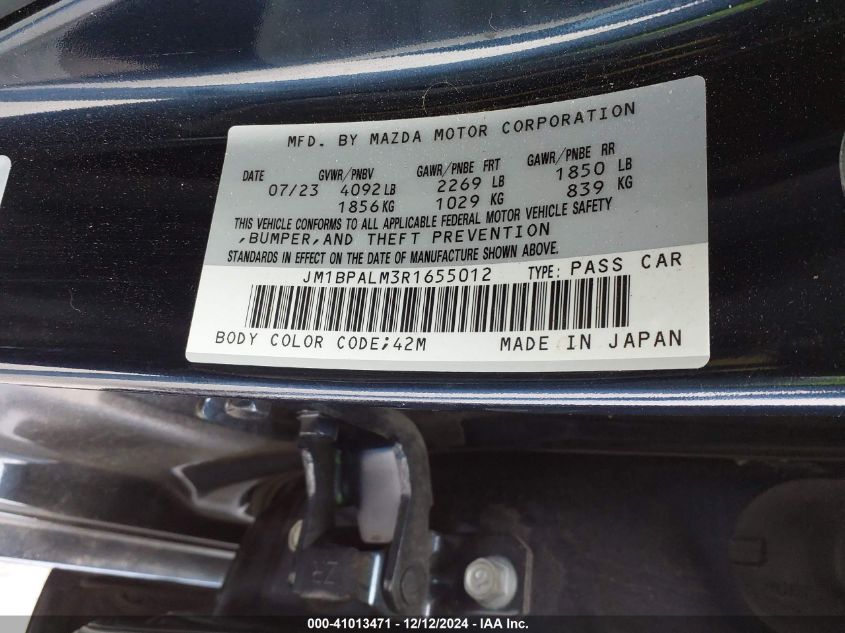 MFD. BY MAZDA MOTOR CORPORATION
DATE GVWR/PNBV GAWR/PNBE FRT GAWR/PNBE RR
07/23 4092 LB 2269 LB 1850 LB
1856 KG 1029 KG 839 KG
THIS VEHICLE CONFORMS TO ALL APPLICABLE FEDERAL MOTOR VEHICLE SAFETY
,BUMPER,AND THEFT PREVENTION
STANDARDS IN EFFECT ON THE DATE OF MANUFACTURE SHOWN ABOVE.
JM1BPALM3R1655012 TYPE: PASS CAR
BODY COLOR CODE;42M MADE IN JAPAN
000-41013471 - 12/12/2024 - IAAI Inc.